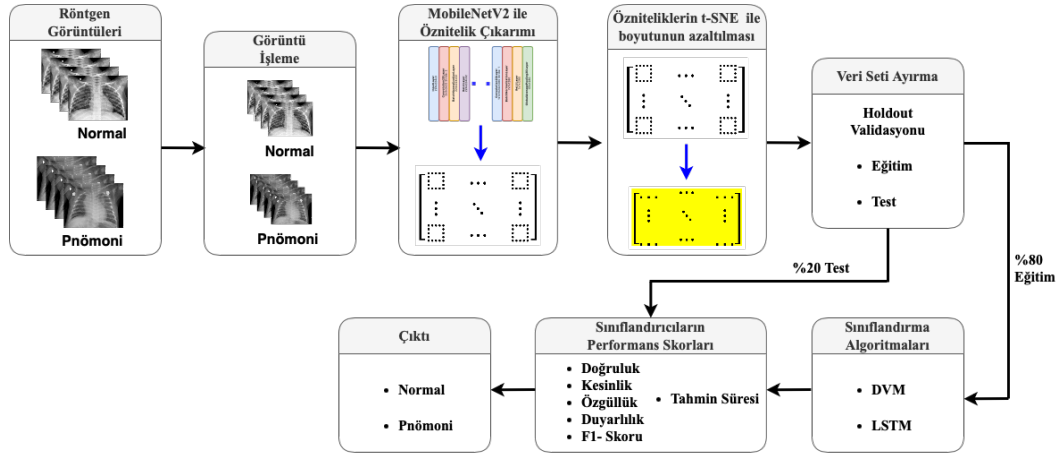 Röntgen
Görüntüleri
Normal
Pnömoni
Görüntü
İşleme
Normal
Pnömoni
MobileNetV2 ile
Öznitelik Çıkarımı
Özniteliklerin t-SNE ile
boyutunun azaltılması
Veri Seti Ayırma
Holdout
Validasyonu
• Eğitim
• Test
%20 Test
%80
Eğitim
Sınıflandırma
Algoritmaları
• DVM
• LSTM
Sınıflandırıcıların
Performans Skorları
• Doğruluk
• Kesinlik
• Özgüllük
• Duyarlılık
• F1- Skoru
• Tahmin Süresi
Çıktı
• Normal
• Pnömoni